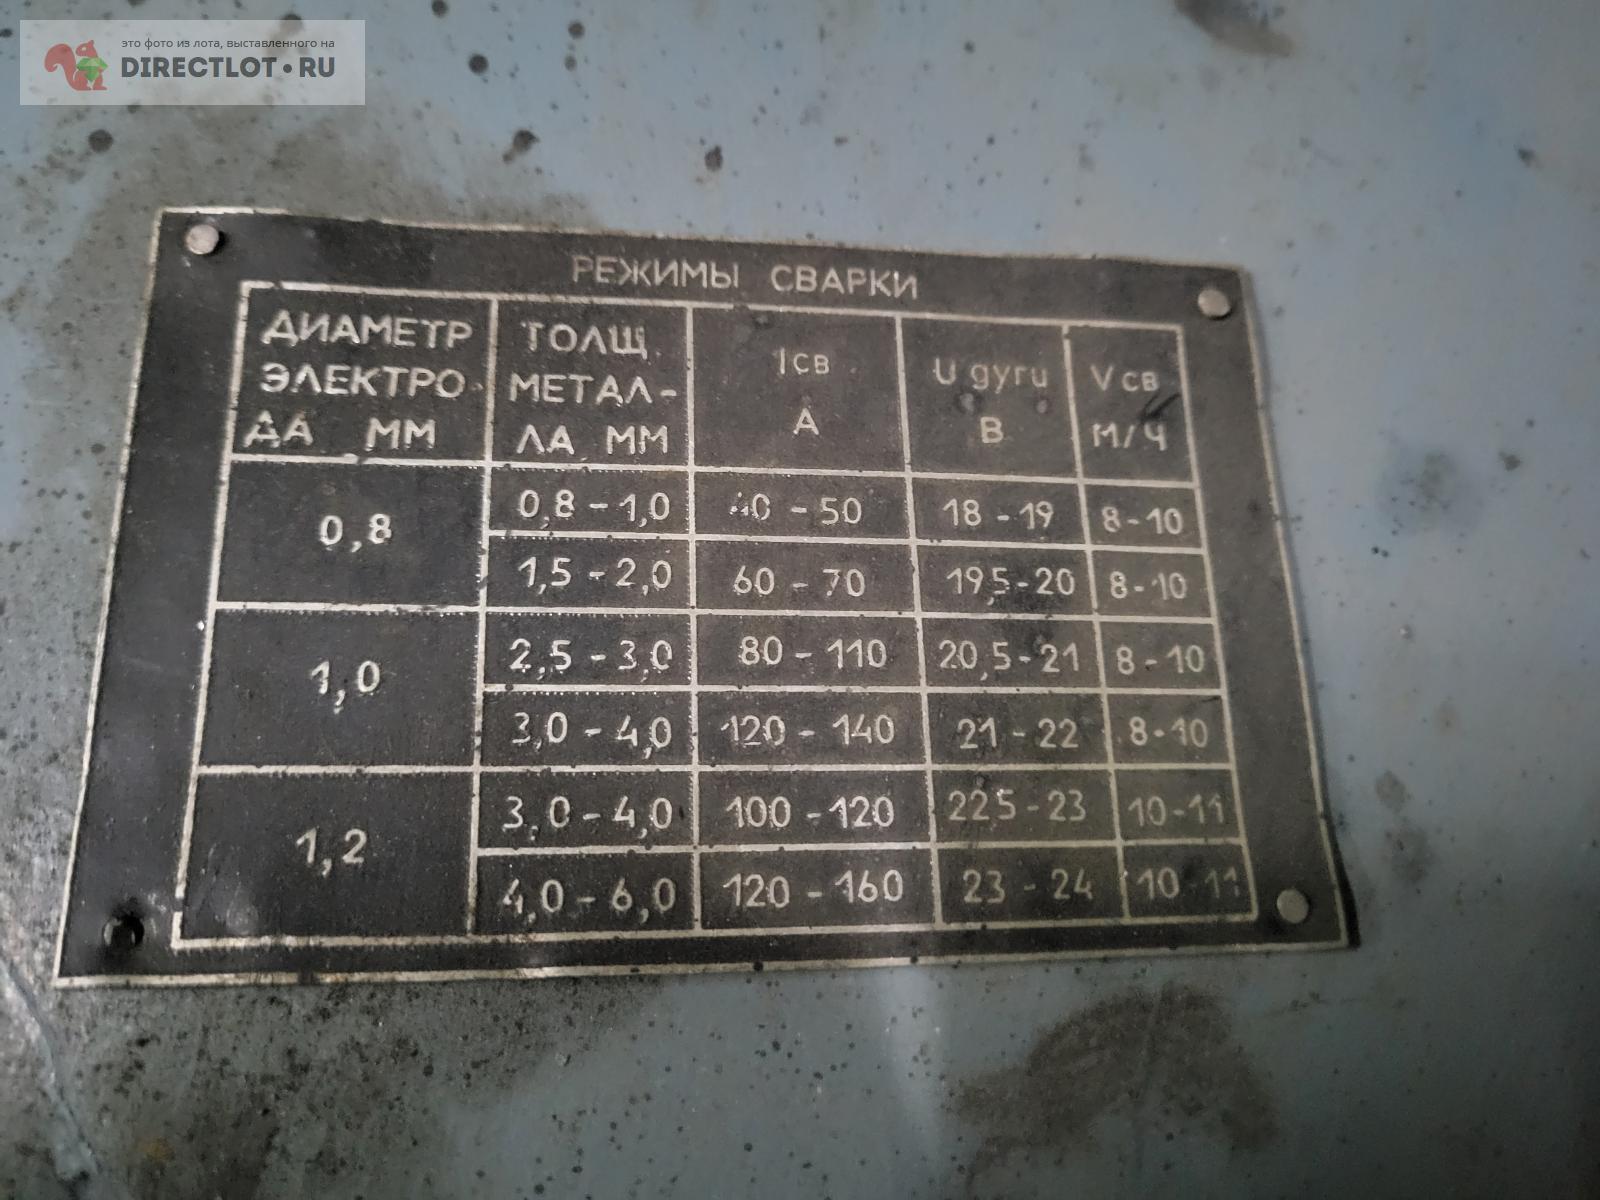 это фото из лота, выставленного на
DIRECTLOT•RU
РЕЖИМЫ СВАРКИ
ДИАМЕТР ЭЛЕКТРО- ДА ММ
ТОЛЩ. МЕТАЛ- ЛА ММ
Iсв А
U gyru В
Vсв М/Ч
0,8
0,8 - 1,0 40 - 50 18 - 19 8 - 10
1,5 - 2,0 60 - 70 19,5 - 20 8 - 10
1,0
2,5 - 3,0 80 - 110 20,5 - 21 8 - 10
3,0 - 4,0 120 - 140 21 - 22 8 - 10
1,2
3,0 - 4,0 100 - 120 22,5 - 23 10 - 11
4,0 - 6,0 120 - 160 23 - 24 10 - 11